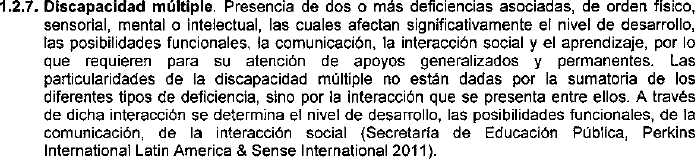 1.2.7. Discapacidad múltiple. Presencia de dos o más deficiencias asociadas, de orden físico,
sensorial, mental o intelectual, las cuales afectan significativamente el nivel de desarrollo,
las posibilidades funcionales, la comunicación, la interacción social y el aprendizaje, por lo
que requieren para su atención de apoyos generalizados y permanentes. Las
particularidades de la discapacidad múltiple no están dadas por la sumatoria de los
diferentes tipos de deficiencia, sino por la interacción que se presenta entre ellos. A través
de dicha interacción se determina el nivel de desarrollo, las posibilidades funcionales, de la
comunicación, de la interacción social (Secretaría de Educación Pública, Perkins
International Latin America & Sense International 2011).